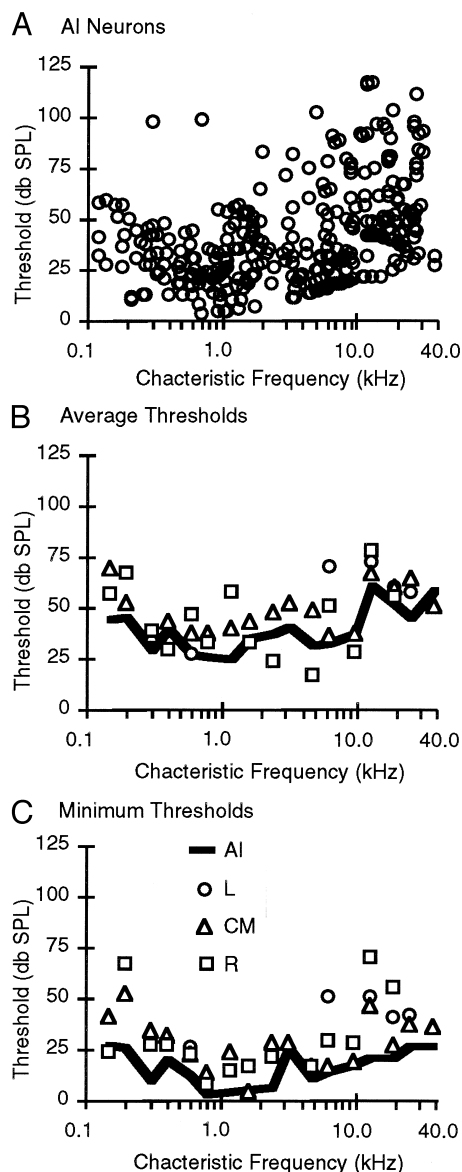 A AI Neurons
125
100
75
50
25
0
Threshold (db SPL)
0.1 1.0 10.0 40.0
Chacteristic Frequency (kHz)
B Average Thresholds
125
100
75
50
25
0
Threshold (db SPL)
0.1 1.0 10.0 40.0
Chacteristic Frequency (kHz)
C Minimum Thresholds
125
100
75
50
25
0
Threshold (db SPL)
AI
L
CM
R
0.1 1.0 10.0 40.0
Chacteristic Frequency (kHz)